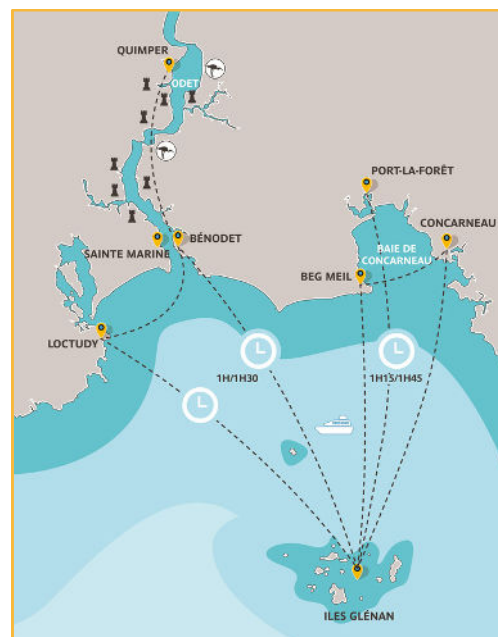 QUIMPER
ODET
PORT-LA-FORÊT
CONCARNEAU
SAINTE MARINE
BÉNODET
BAIE DE
CONCARNEAU
BEG MEIL
LOCTUDY
1H/1H30
1H15/1H45
ILES GLÉNAN